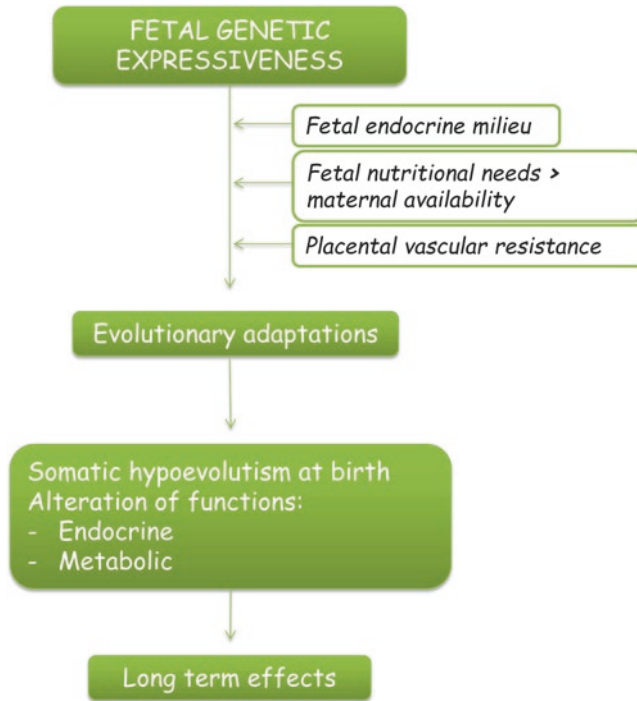 FETAL GENETIC
EXPRESSIVENESS
Fetal endocrine milieu
Fetal nutritional needs >
maternal availability
Placental vascular resistance
Evolutionary adaptations
Somatic hypoevolutism at birth
Alteration of functions:
- Endocrine
- Metabolic
Long term effects